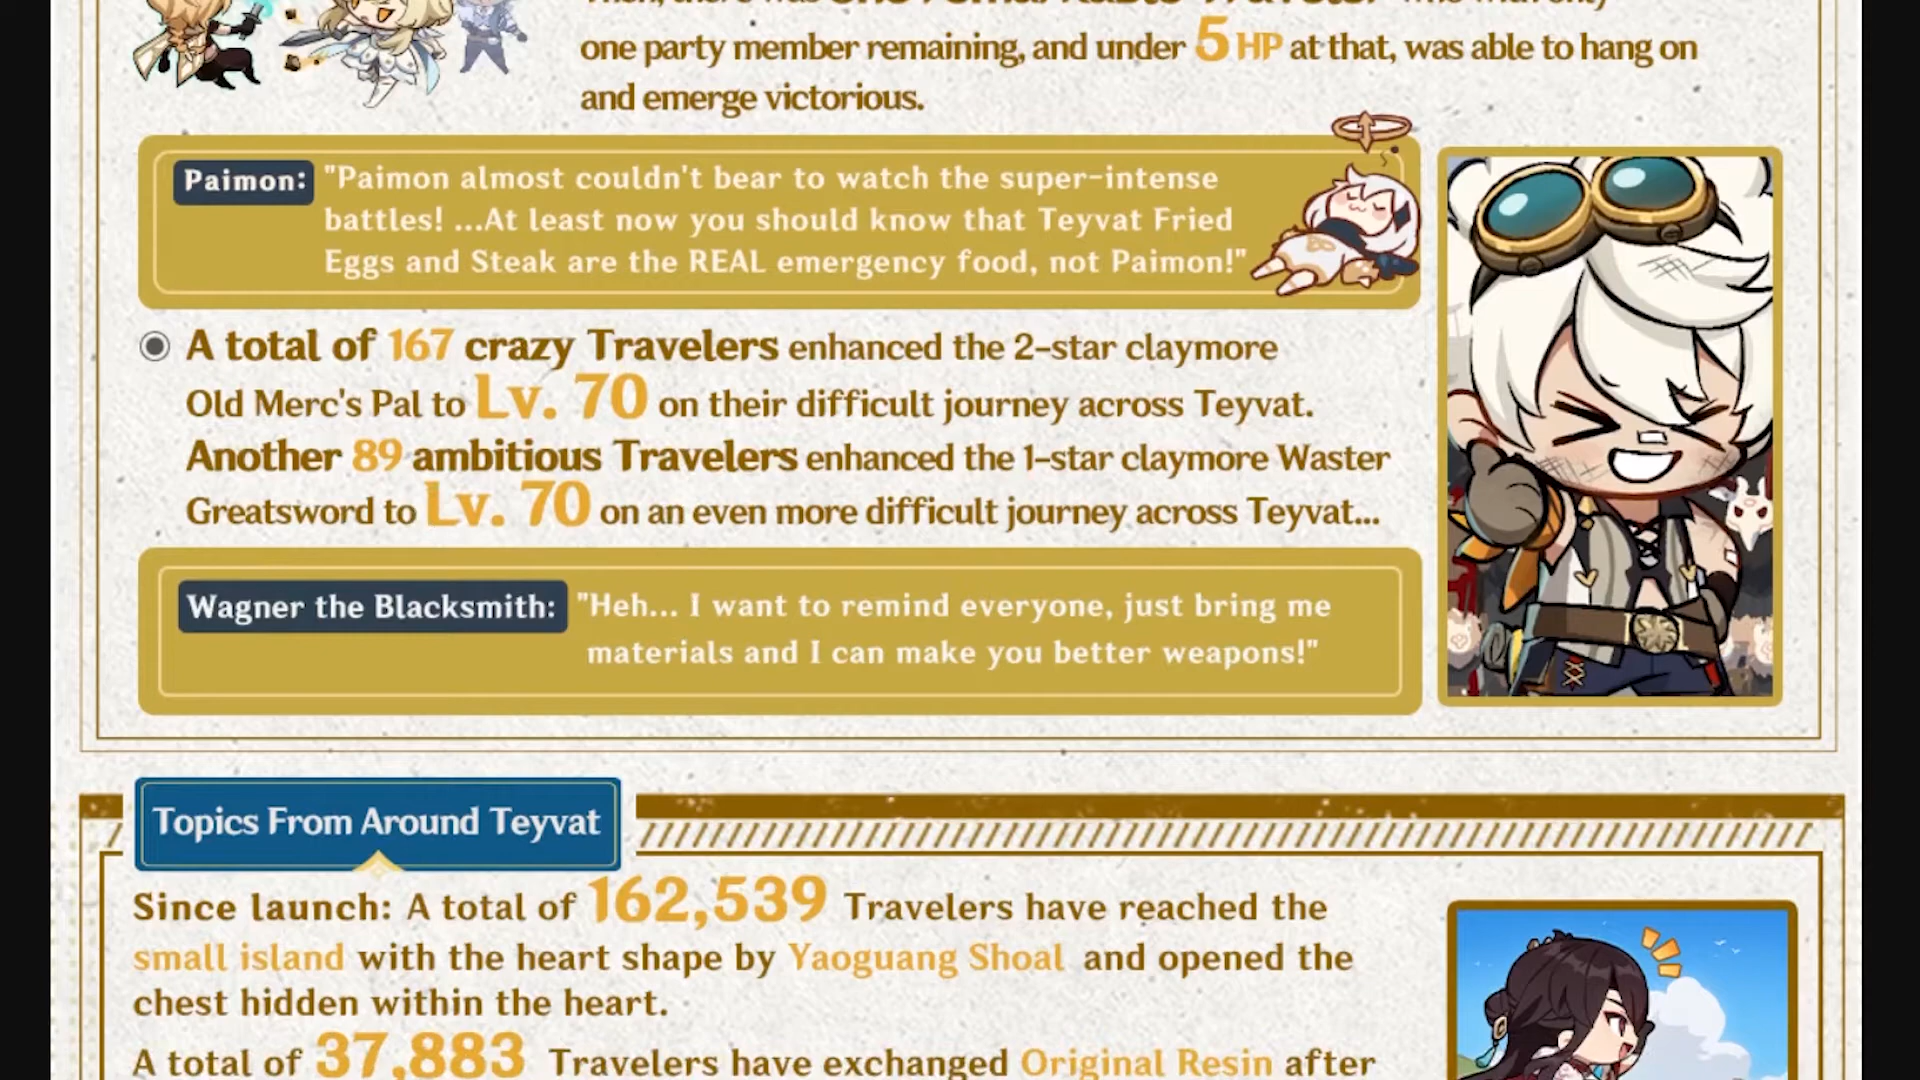 one party member remaining, and under 5 HP at that, was able to hang on
and emerge victorious.
Paimon: "Paimon almost couldn't bear to watch the super-intense
battles! ...At least now you should know that Teyvat Fried
Eggs and Steak are the REAL emergency food, not Paimon!"
A total of 167 crazy Travelers enhanced the 2-star claymore
Old Merc's Pal to Lv. 70 on their difficult journey across Teyvat.
Another 89 ambitious Travelers enhanced the 1-star claymore Waster
Greatsword to Lv. 70 on an even more difficult journey across Teyvat...
Wagner the Blacksmith: "Heh... I want to remind everyone, just bring me
materials and I can make you better weapons!"
Topics From Around Teyvat
Since launch: A total of 162,539 Travelers have reached the
small island with the heart shape by Yaoguang Shoal and opened the
chest hidden within the heart.
A total of 37,883 Travelers have exchanged Original Resin after